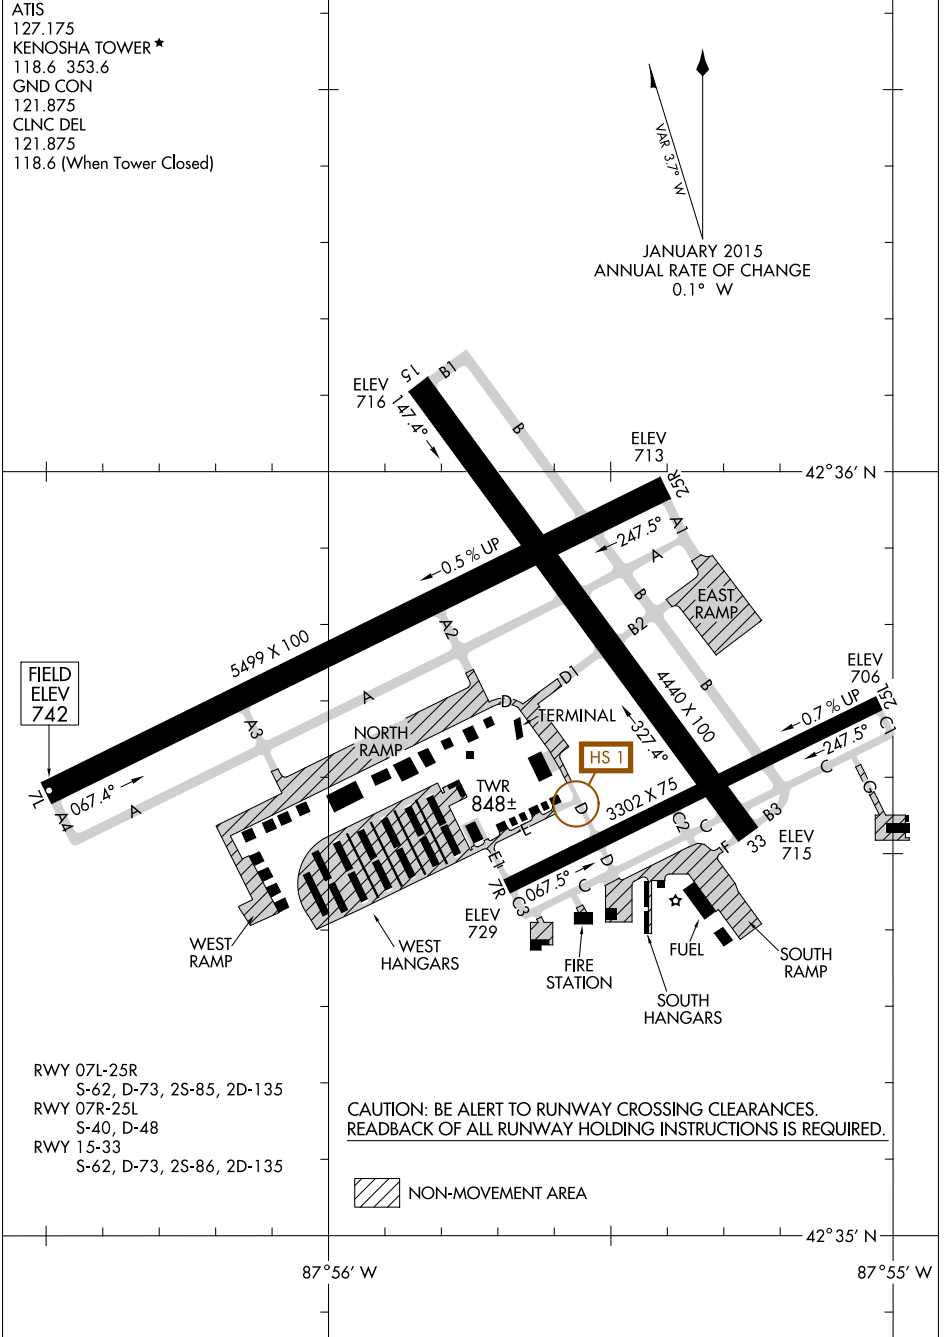 ATIS
127.175
KENOSHA TOWER★
118.6 353.6
GND CON
121.875
CLNC DEL
121.875
118.6 (When Tower Closed)
VAR 3.7° W
JANUARY 2015
ANNUAL RATE OF CHANGE
0.1° W
15
B1
ELEV
716
147.4°
B
ELEV
713
25R
42°36' N
A1
247.5°
0.5% UP
A
B
EAST
RAMP
A2
B2
5499 X 100
ELEV
706
FIELD
ELEV
742
D1
4440 X 100
B
25L
A
D
0.7% UP
A3
NORTH
RAMP
TERMINAL
327.4°
247.5°
C1
HS 1
C
067.4°
TWR
848±
G
7L
A4
A
D
3302 X 75
B3
E
C2
C
ELEV
715
33
F
E1
D
067.5°
C
7R
C3
ELEV
729
WEST
RAMP
WEST
HANGARS
FIRE
STATION
FUEL
SOUTH
RAMP
SOUTH
HANGARS
RWY 07L-25R
S-62, D-73, 2S-85, 2D-135
RWY 07R-25L
S-40, D-48
RWY 15-33
S-62, D-73, 2S-86, 2D-135
CAUTION: BE ALERT TO RUNWAY CROSSING CLEARANCES.
READBACK OF ALL RUNWAY HOLDING INSTRUCTIONS IS REQUIRED.
NON-MOVEMENT AREA
42°35' N
87°56' W
87°55' W